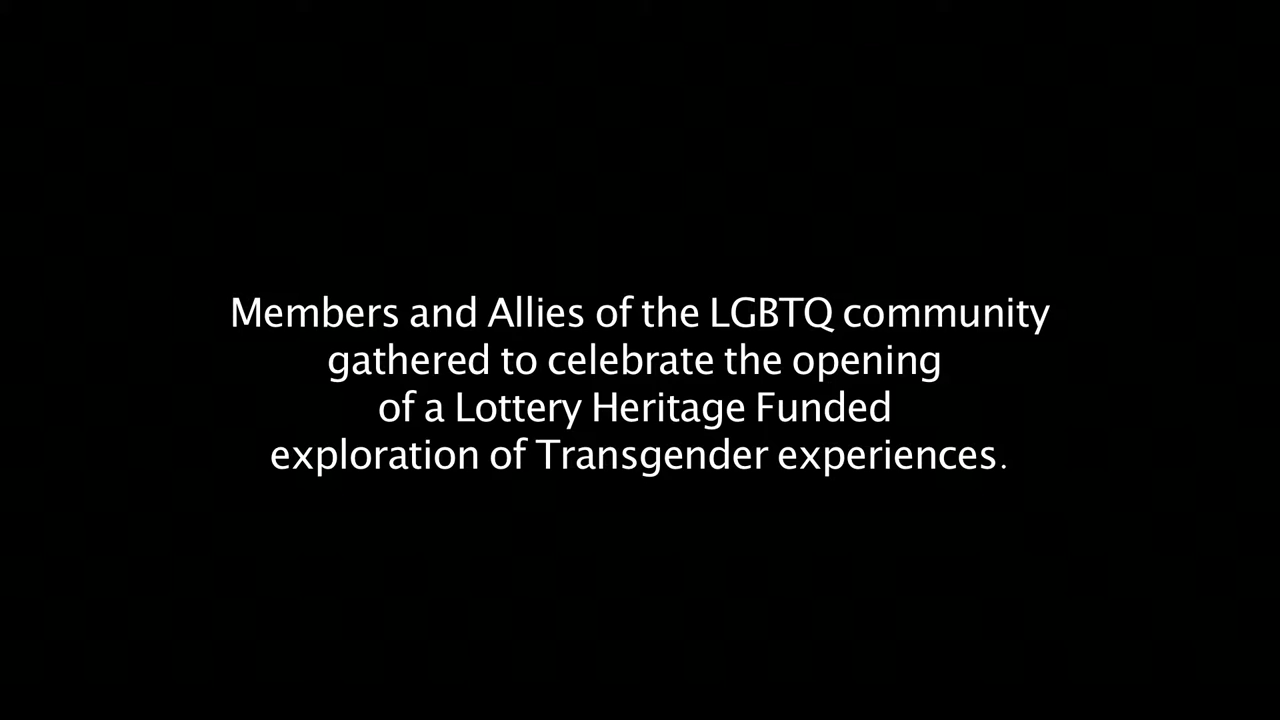 Members and Allies of the LGBTQ community
gathered to celebrate the opening
of a Lottery Heritage Funded
exploration of Transgender experiences.